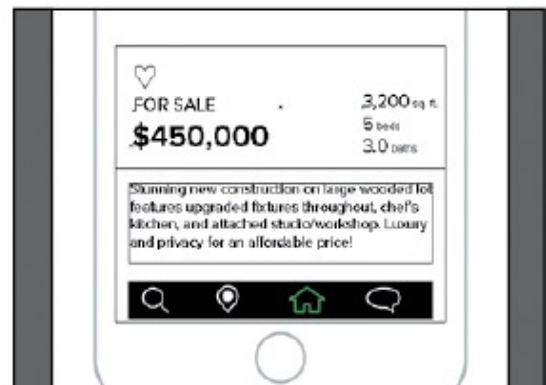 FOR SALE
$450,000
3,200 sq. ft.
5 beds
3.0 baths
Stunning new construction on large wooded lot
features upgraded fixtures throughout, chef's
kitchen, and attached studio/workshop. Luxury
and privacy for an affordable price!